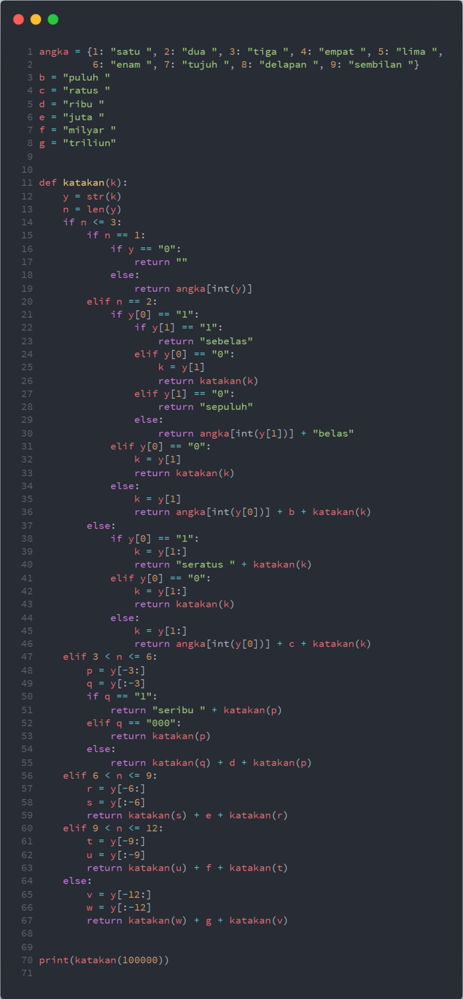 1 angka = {1: "satu ", 2: "dua ", 3: "tiga ", 4: "empat ", 5: "lima ",
2          6: "enam ", 7: "tujuh ", 8: "delapan ", 9: "sembilan "}
3 b = "puluh "
4 c = "ratus "
5 d = "ribu "
6 e = "juta "
7 f = "milyar "
8 g = "triliun"
9
10
11 def katakan(k):
12     y = str(k)
13     n = len(y)
14     if n <= 3:
15         if n == 1:
16             if y == "0":
17                 return ""
18             else:
19                 return angka[int(y)]
20         elif n == 2:
21             if y[0] == "1":
22                 if y[1] == "1":
23                     return "sebelas"
24                 elif y[0] == "0":
25                     k = y[1]
26                     return katakan(k)
27                 elif y[1] == "0":
28                     return "sepuluh"
29                 else:
30                     return angka[int(y[1])] + "belas"
31             elif y[0] == "0":
32                 k = y[1]
33                 return katakan(k)
34             else:
35                 k = y[1]
36                 return angka[int(y[0])] + b + katakan(k)
37         else:
38             if y[0] == "1":
39                 k = y[1:]
40                 return "seratus " + katakan(k)
41             elif y[0] == "0":
42                 k = y[1:]
43                 return katakan(k)
44             else:
45                 k = y[1:]
46                 return angka[int(y[0])] + c + katakan(k)
47     elif 3 < n <= 6:
48         p = y[-3:]
49         q = y[:-3]
50         if q == "1":
51             return "seribu " + katakan(p)
52         elif q == "000":
53             return katakan(p)
54         else:
55             return katakan(q) + d + katakan(p)
56     elif 6 < n <= 9:
57         r = y[-6:]
58         s = y[:-6]
59         return katakan(s) + e + katakan(r)
60     elif 9 < n <= 12:
61         t = y[-9:]
62         u = y[:-9]
63         return katakan(u) + f + katakan(t)
64     else:
65         v = y[-12:]
66         w = y[:-12]
67         return katakan(w) + g + katakan(v)
68
69
70 print(katakan(100000))
71